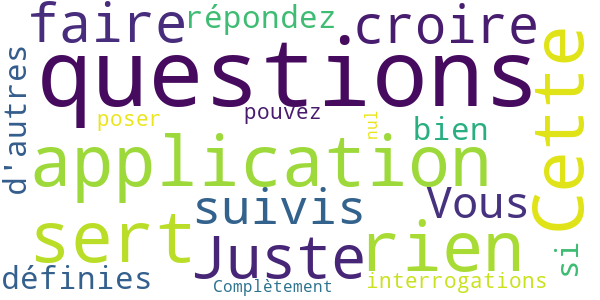 faire
répondez
croire
questions
Cette
d'autres
poser
pouvez
nul
bien
application
suivis
Vous
sert
Juste
rien
si
définies
Complètement
interrogations